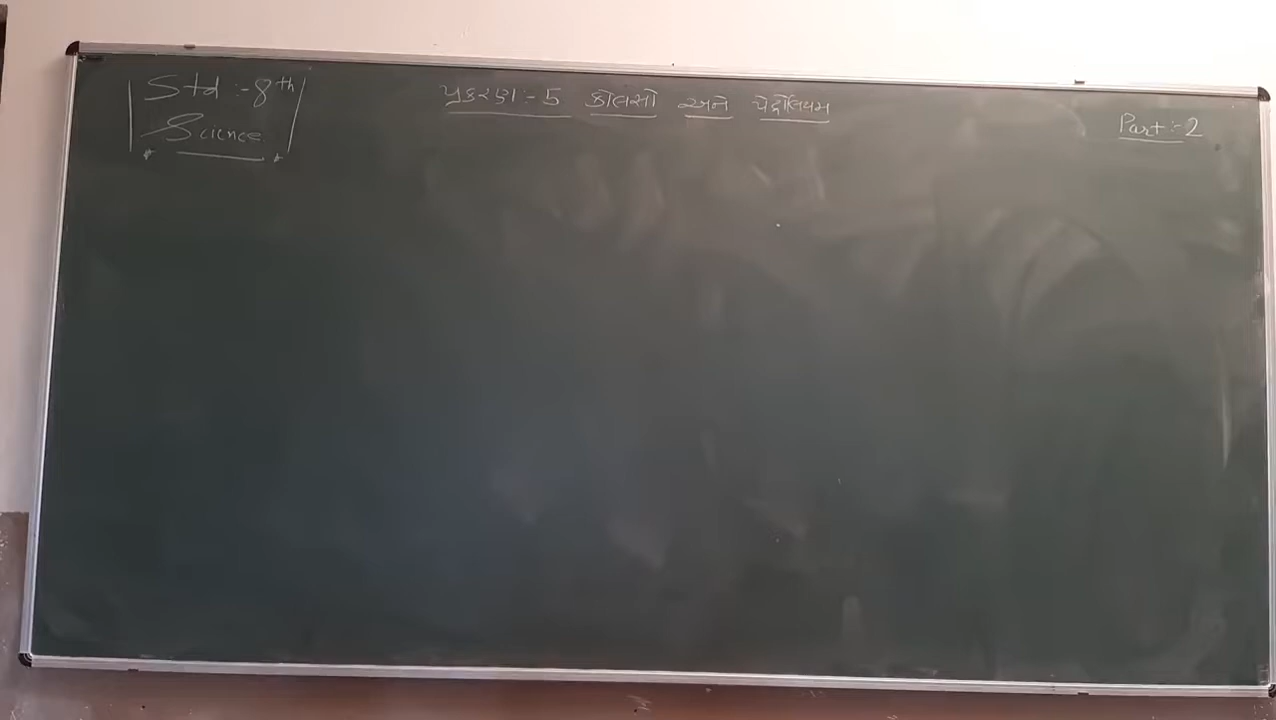 Std :- 8th
Science
પ્રકરણ :- 5 કોલસો અને પેટ્રોલિયમ
Part :- 2